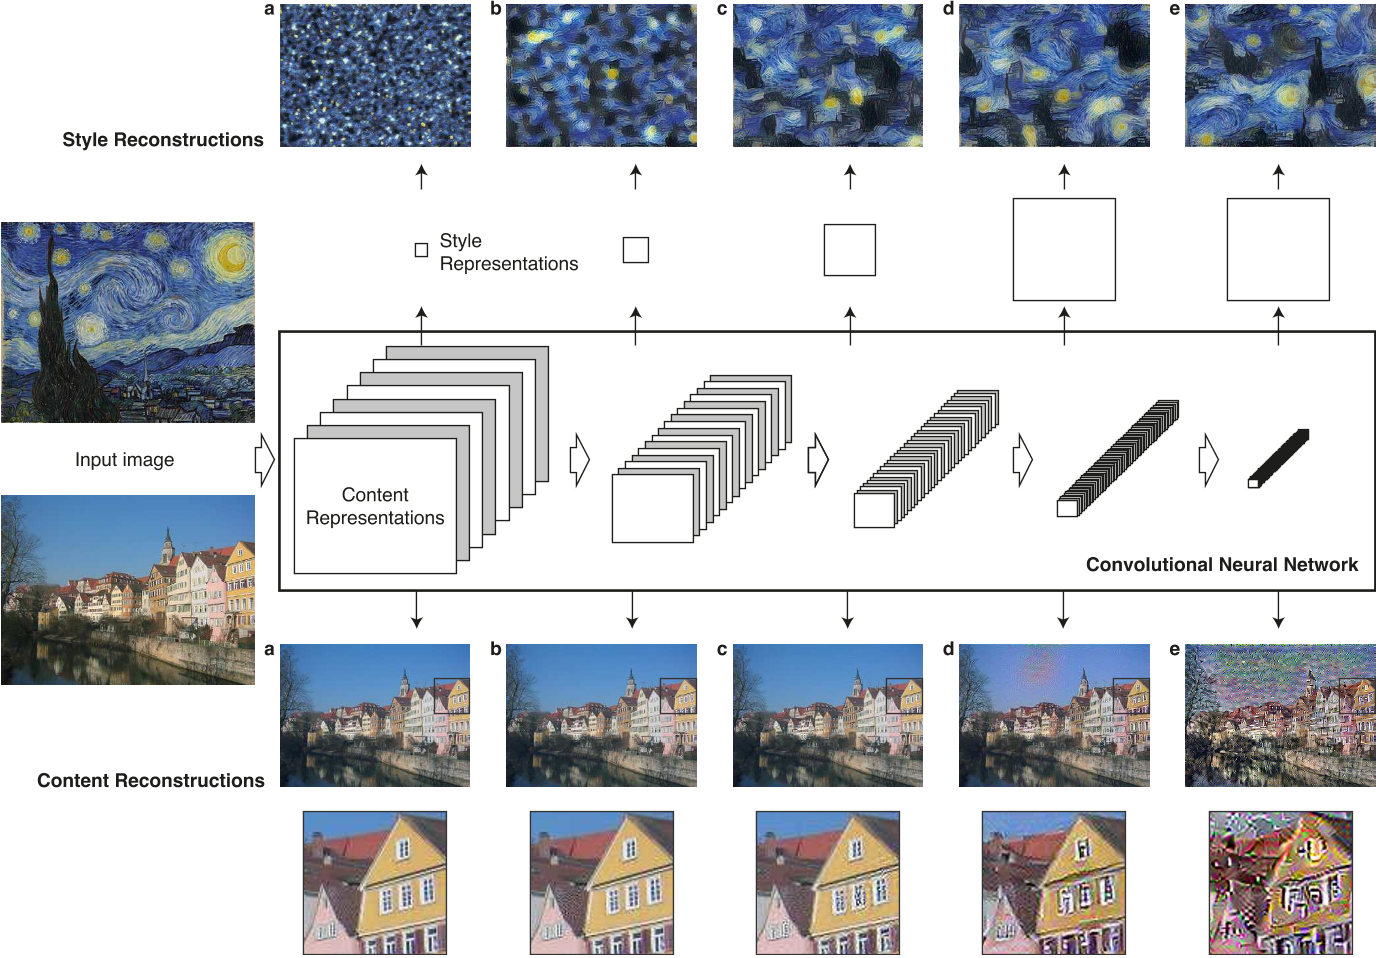 a b c d e
Style Reconstructions
Style
Representations
Input image
Content
Representations
Convolutional Neural Network
a b c d e
Content Reconstructions